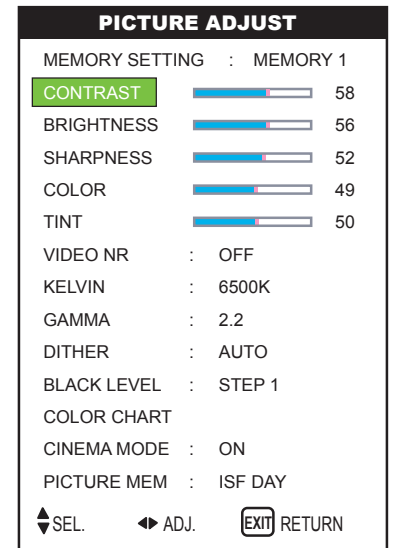 PICTURE ADJUST
MEMORY SETTING : MEMORY 1
CONTRAST 58
BRIGHTNESS 56
SHARPNESS 52
COLOR 49
TINT 50
VIDEO NR : OFF
KELVIN : 6500K
GAMMA : 2.2
DITHER : AUTO
BLACK LEVEL : STEP 1
COLOR CHART
CINEMA MODE : ON
PICTURE MEM : ISF DAY
SEL. ADJ. EXIT RETURN